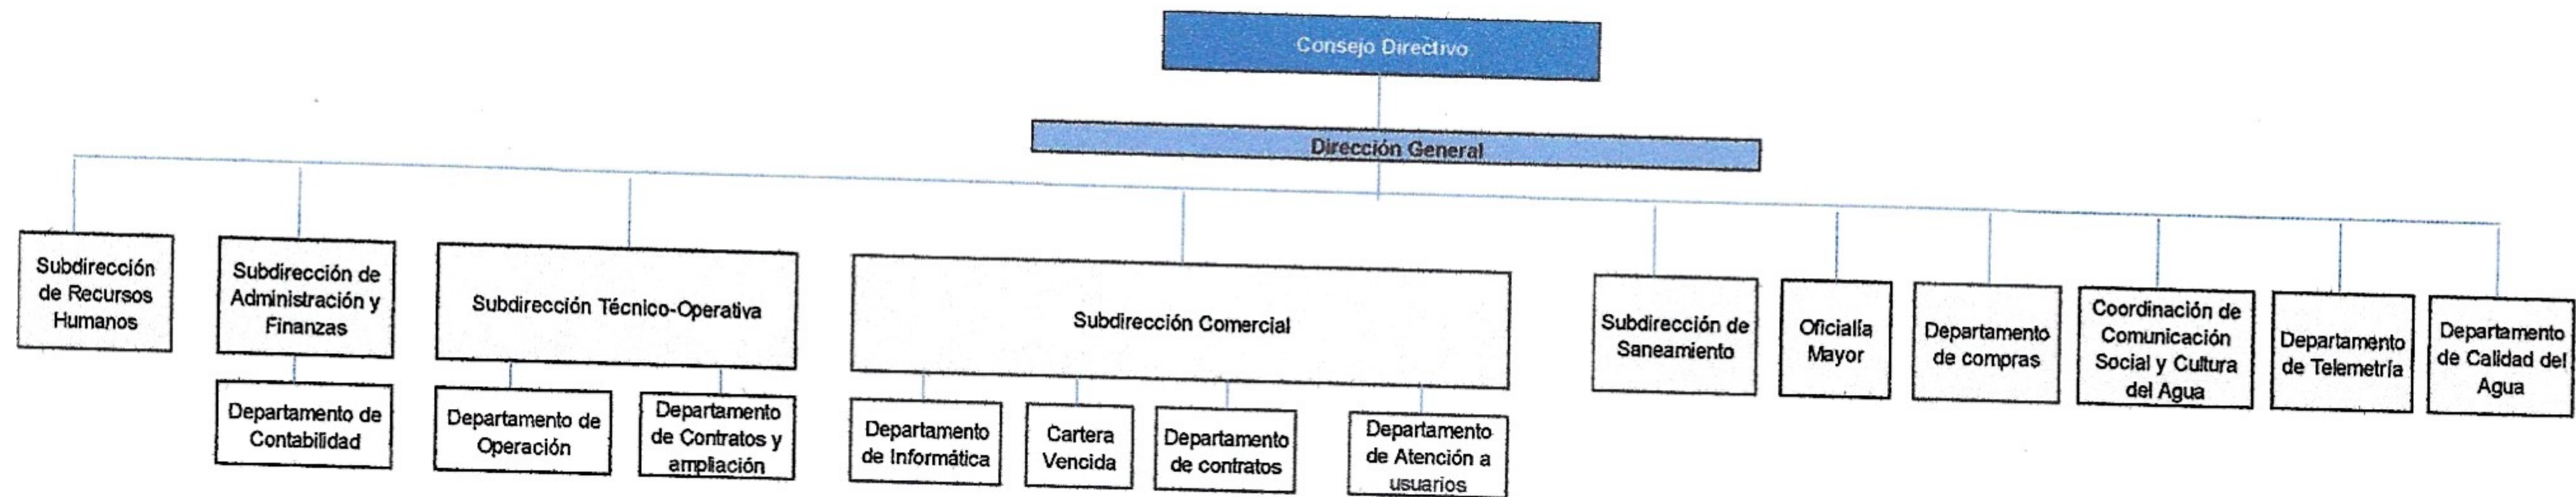 Consejo Directivo
Dirección General
Subdirección
de Recursos
Humanos
Subdirección de
Administración y
Finanzas
Subdirección Técnico-Operativa
Subdirección Comercial
Subdirección de
Saneamiento
Oficialía
Mayor
Departamento
de compras
Coordinación de
Comunicación
Social y Cultura
del Agua
Departamento
de Telemetría
Departamento
de Calidad del
Agua
Departamento de
Contabilidad
Departamento de
Operación
Departamento
de Contratos y
ampliación
Departamento
de Informática
Cartera
Vencida
Departamento
de contratos
Departamento
de Atención a
usuarios